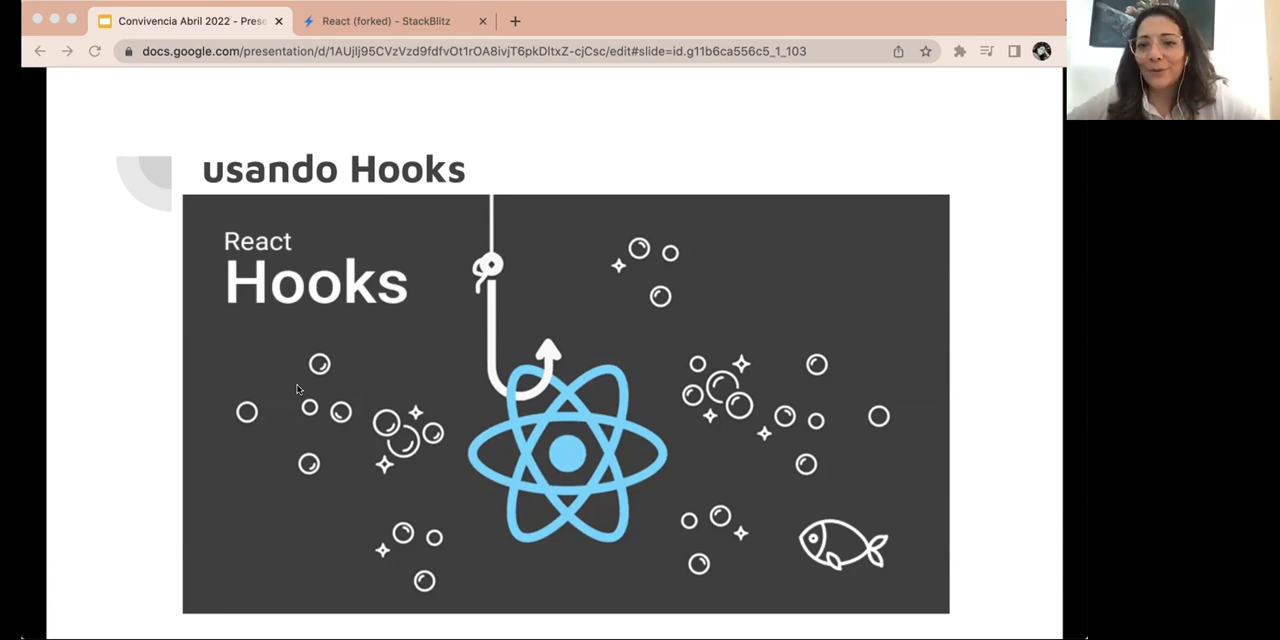 Convivencia Abril 2022 - Prese
React (forked) - StackBlitz
docs.google.com/presentation/d/1AUjlj95CVzVzd9fdfvOt1rOA8ivjT6pkDltxZ-cjCsc/edit#slide=id.g11b6ca556c5_1_103
usando Hooks
React
Hooks